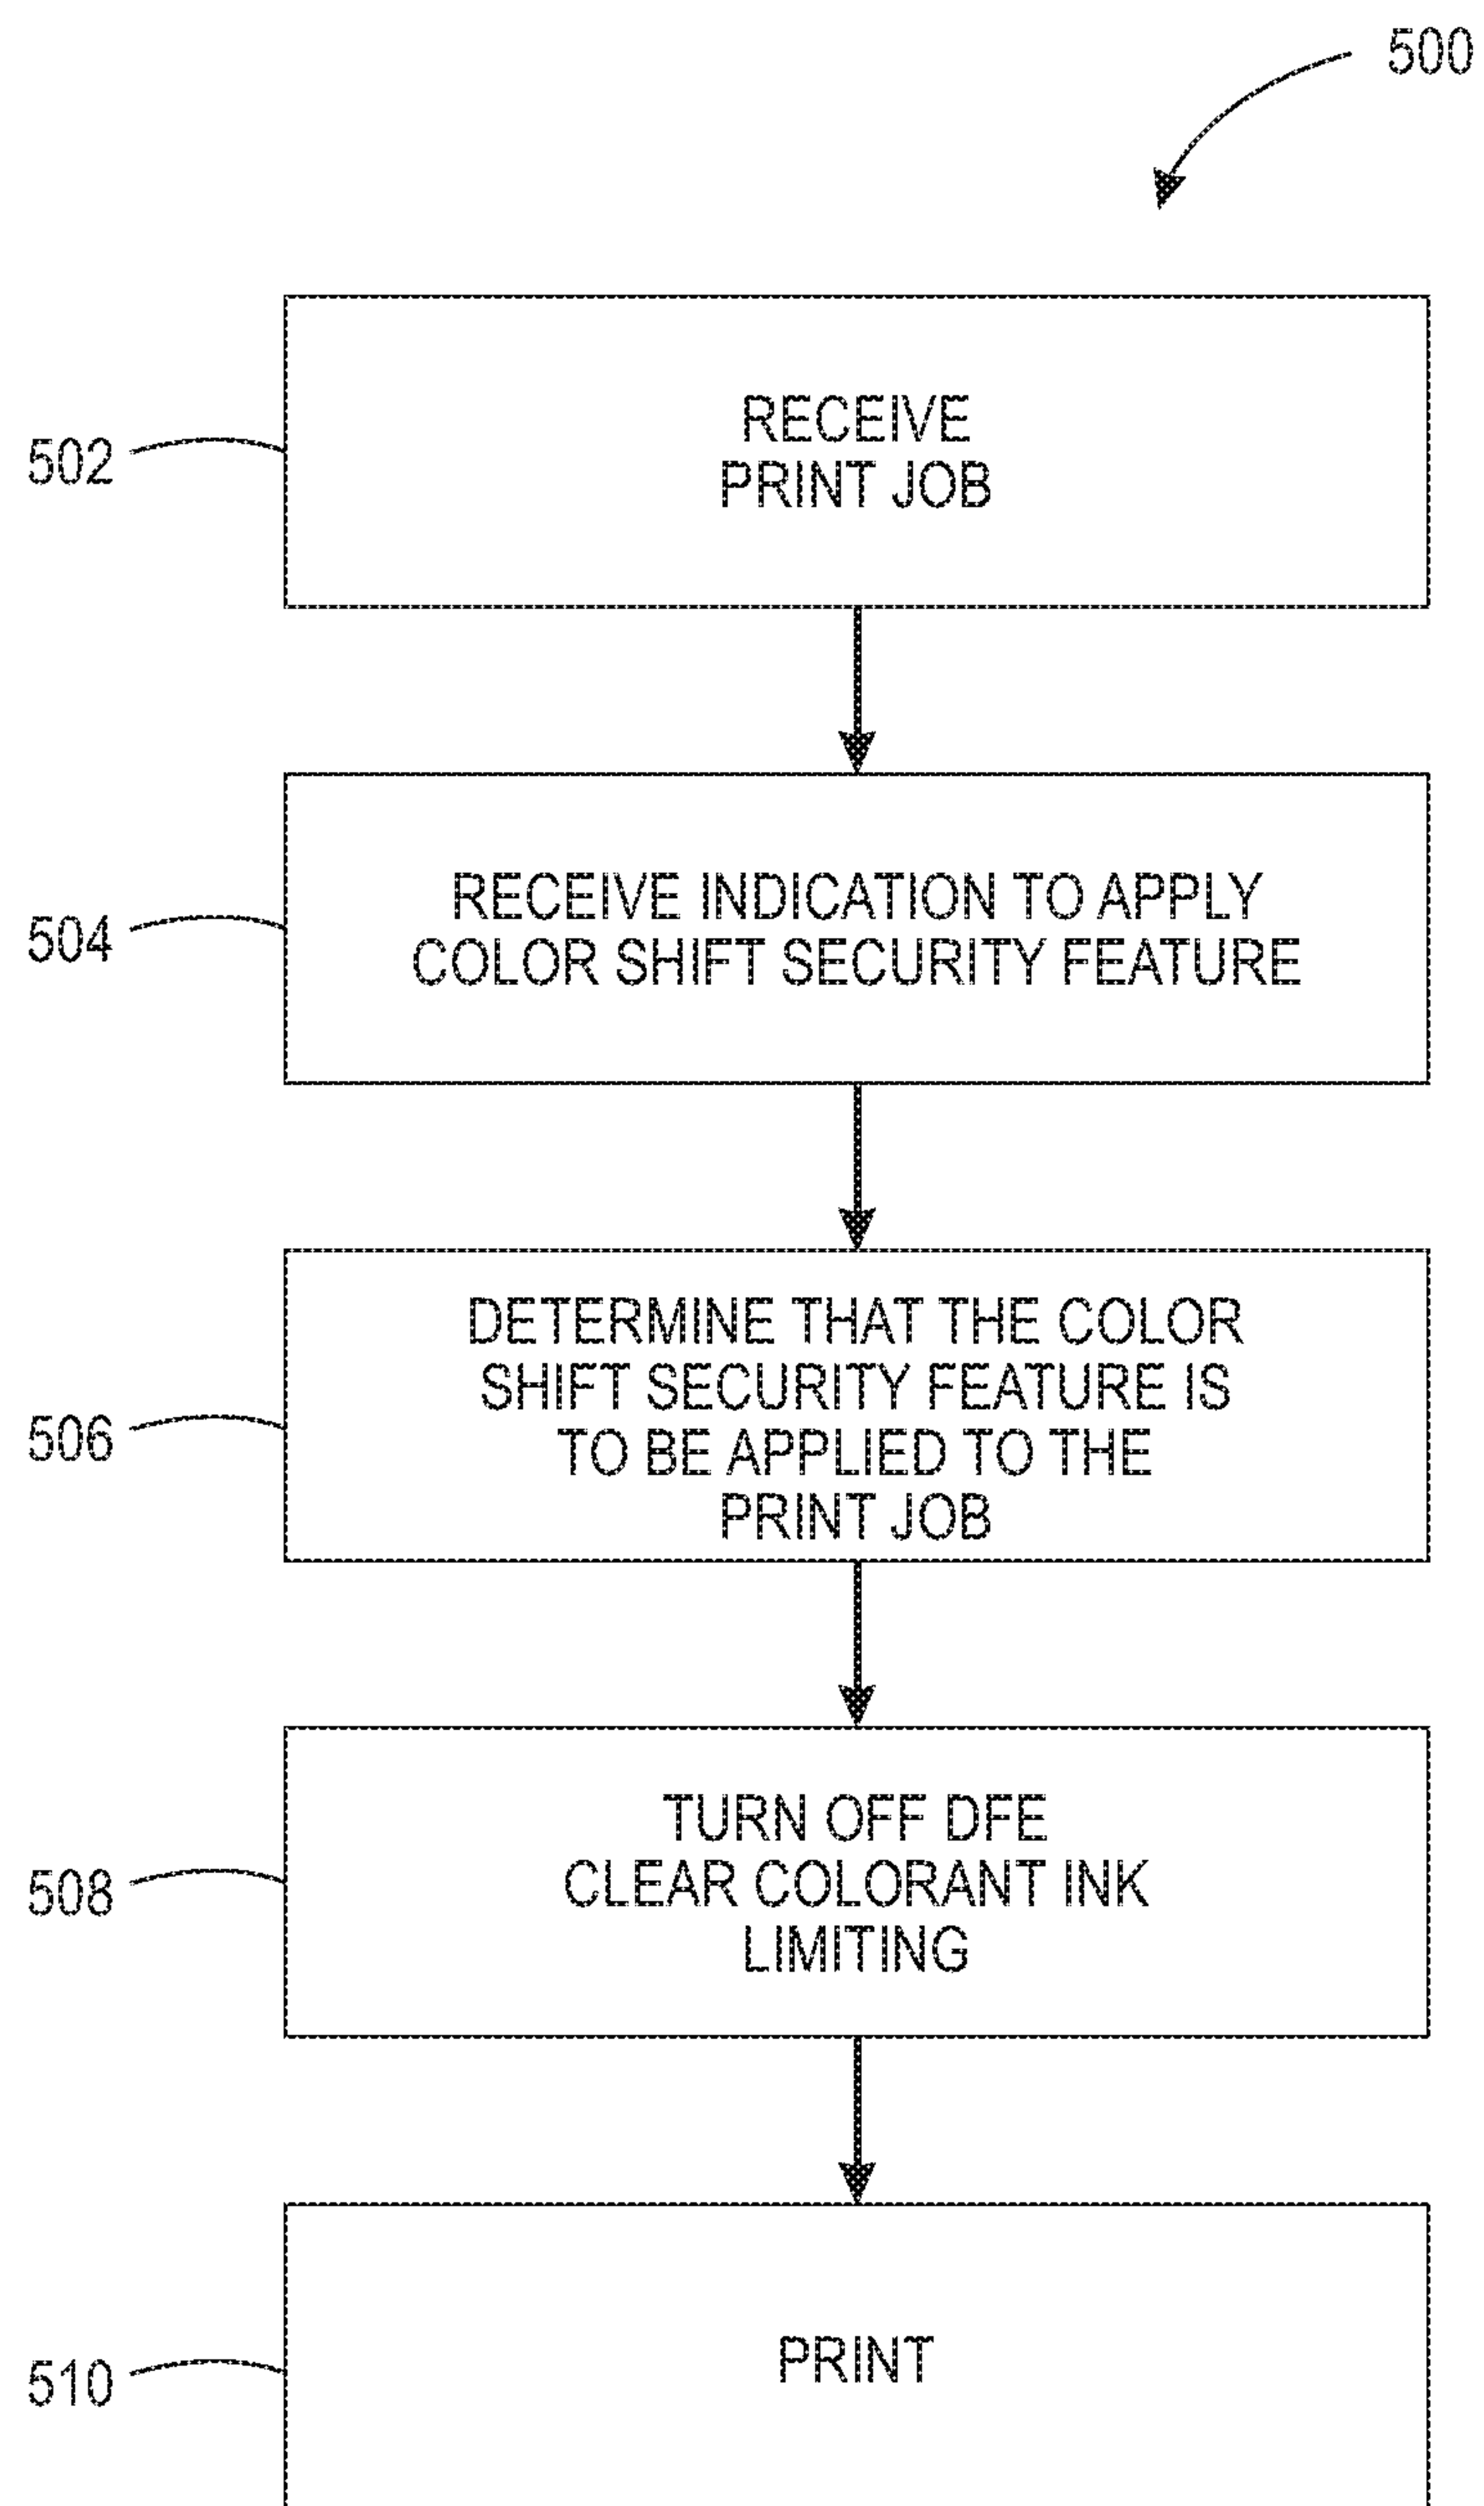 500
502
RECEIVE
PRINT JOB
504
RECEIVE INDICATION TO APPLY
COLOR SHIFT SECURITY FEATURE
506
DETERMINE THAT THE COLOR
SHIFT SECURITY FEATURE IS
TO BE APPLIED TO THE
PRINT JOB
508
TURN OFF DFE
CLEAR COLORANT INK
LIMITING
510
PRINT